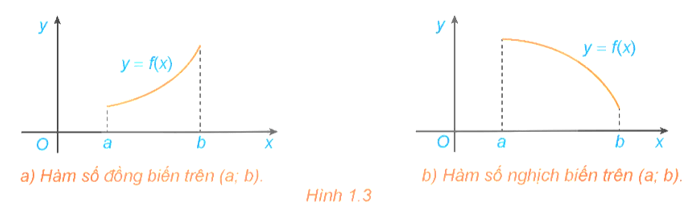 y
y = f(x)
O a b x
a) Hàm số đồng biến trên (a; b).
y
y = f(x)
O a b x
b) Hàm số nghịch biến trên (a; b).
Hình 1.3